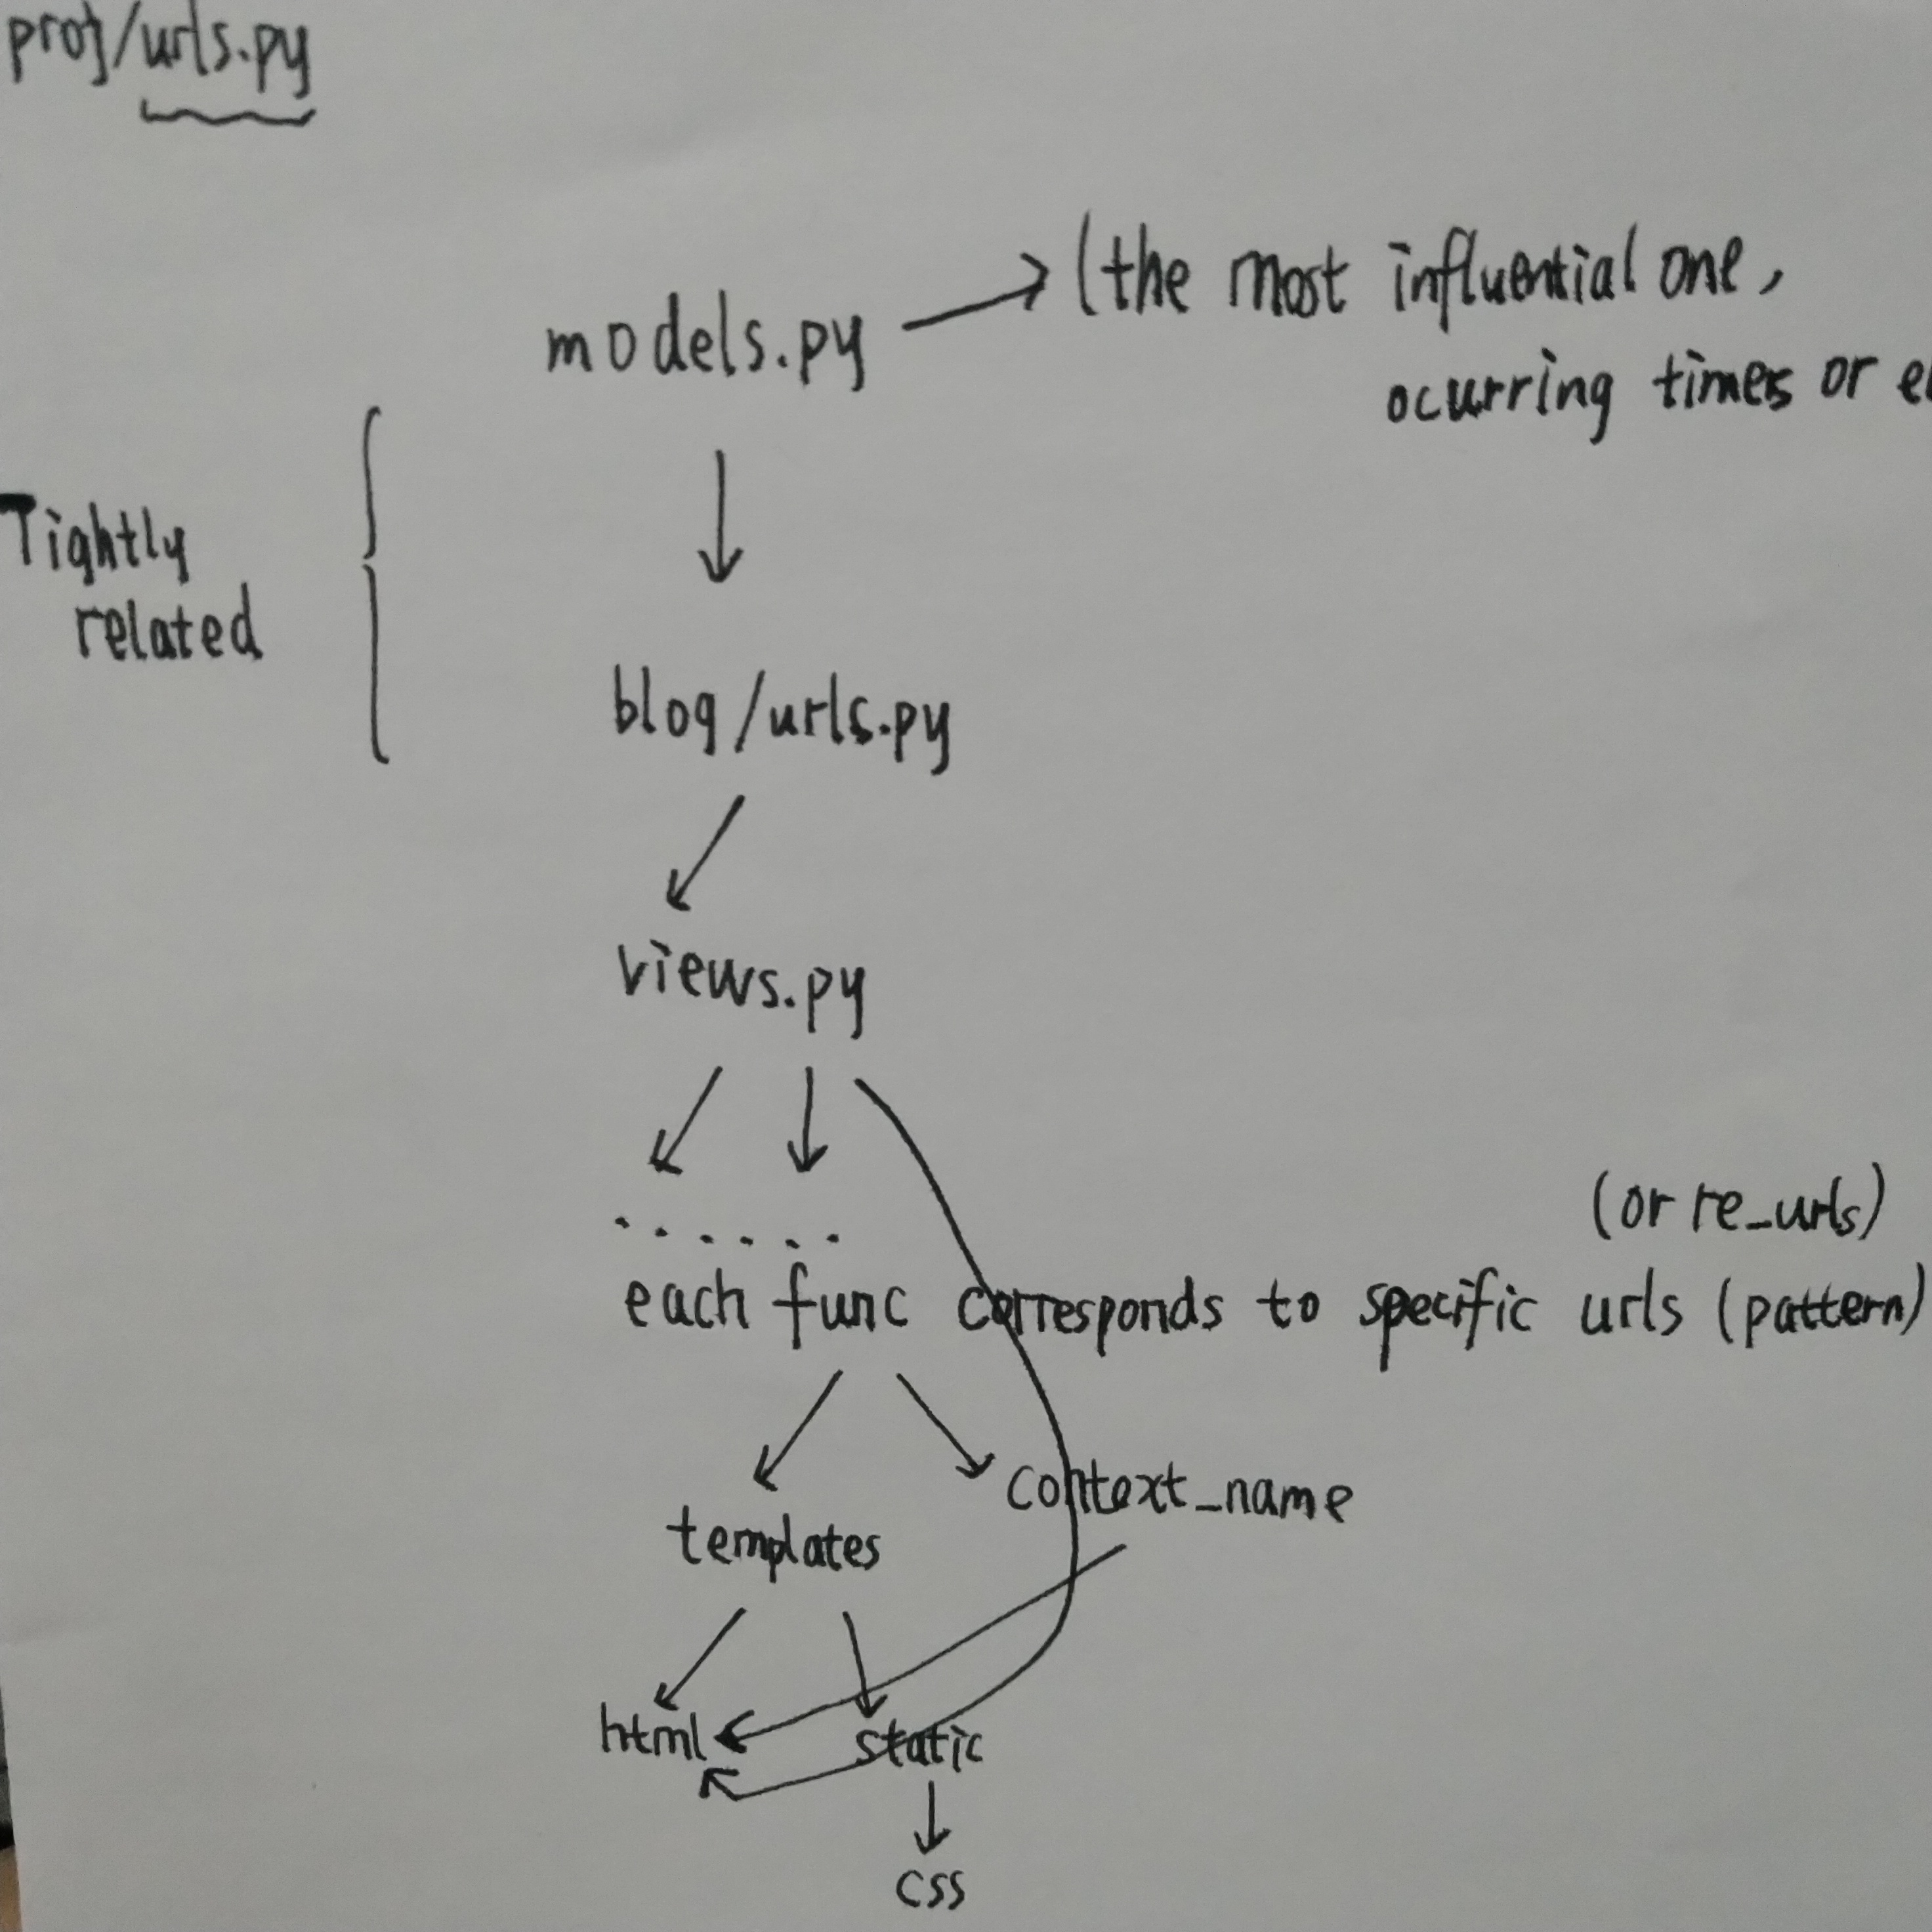 proj/urls.py
models.py → (the most influential one,
ocurring times or
Tightly
related
blog/urls.py
views.py
(or re_urls)
......
each func corresponds to specific urls (pattern)
context_name
templates
html
static
css